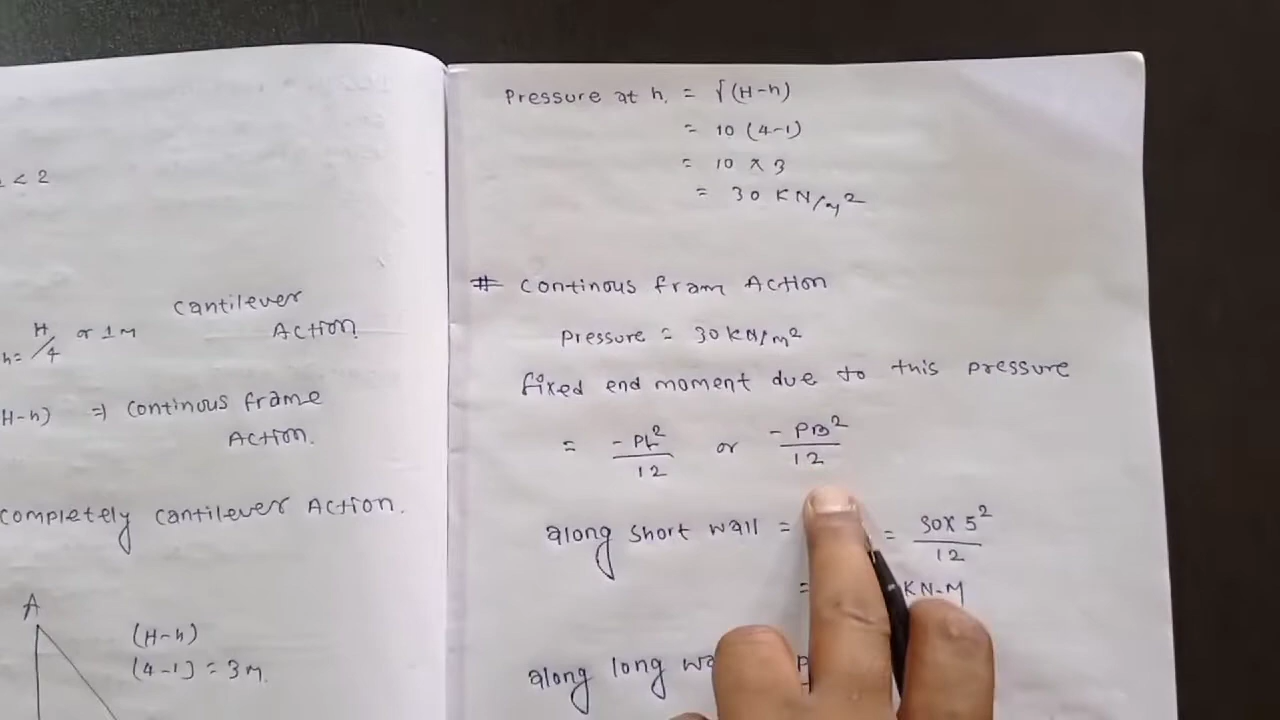 < 2
cantilever
h = H/4 or 1M Action
H-h) ⇒ continous frame
Action.
completely cantilever Action.
A
(H-h)
(4-1) = 3m.
Pressure at h. = γ(H-h)
= 10 (4-1)
= 10 × 3
= 30 KN/m²
# continous fram Action
Pressure = 30 KN/m²
fixed end moment due to this pressure
= -PL²/12 or -PB²/12
along short wall = = 30×5²/12
= KN-M
along long